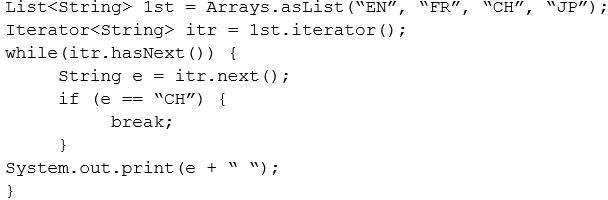 List<String> 1st = Arrays.asList(“EN”, “FR”, “CH”, “JP”);
Iterator<String> itr = 1st.iterator();
while(itr.hasNext()) {
String e = itr.next();
if (e == “CH”) {
break;
}
System.out.print(e + “ “);
}